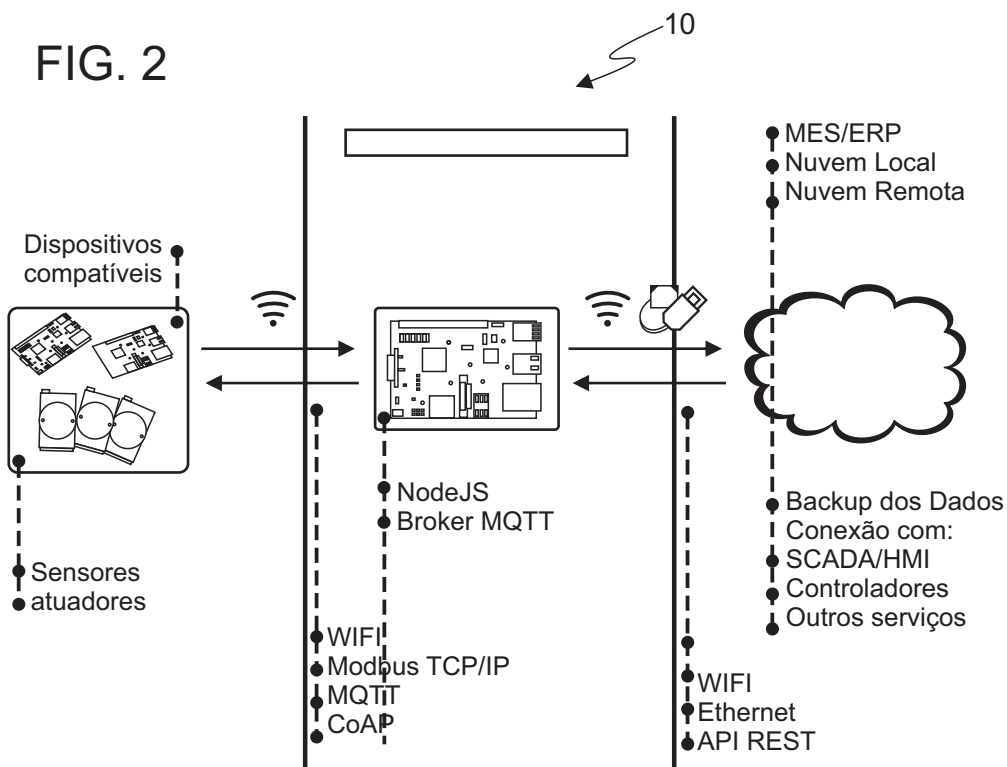 10
FIG. 2
MES/ERP
Nuvem Local
Nuvem Remota
Dispositivos
compatíveis
NodeJS
Broker MQTT
Backup dos Dados
Conexão com:
SCADA/HMI
Controladores
Outros serviços
Sensores
atuadores
WIFI
Modbus TCP/IP
MQTT
CoAP
WIFI
Ethernet
API REST